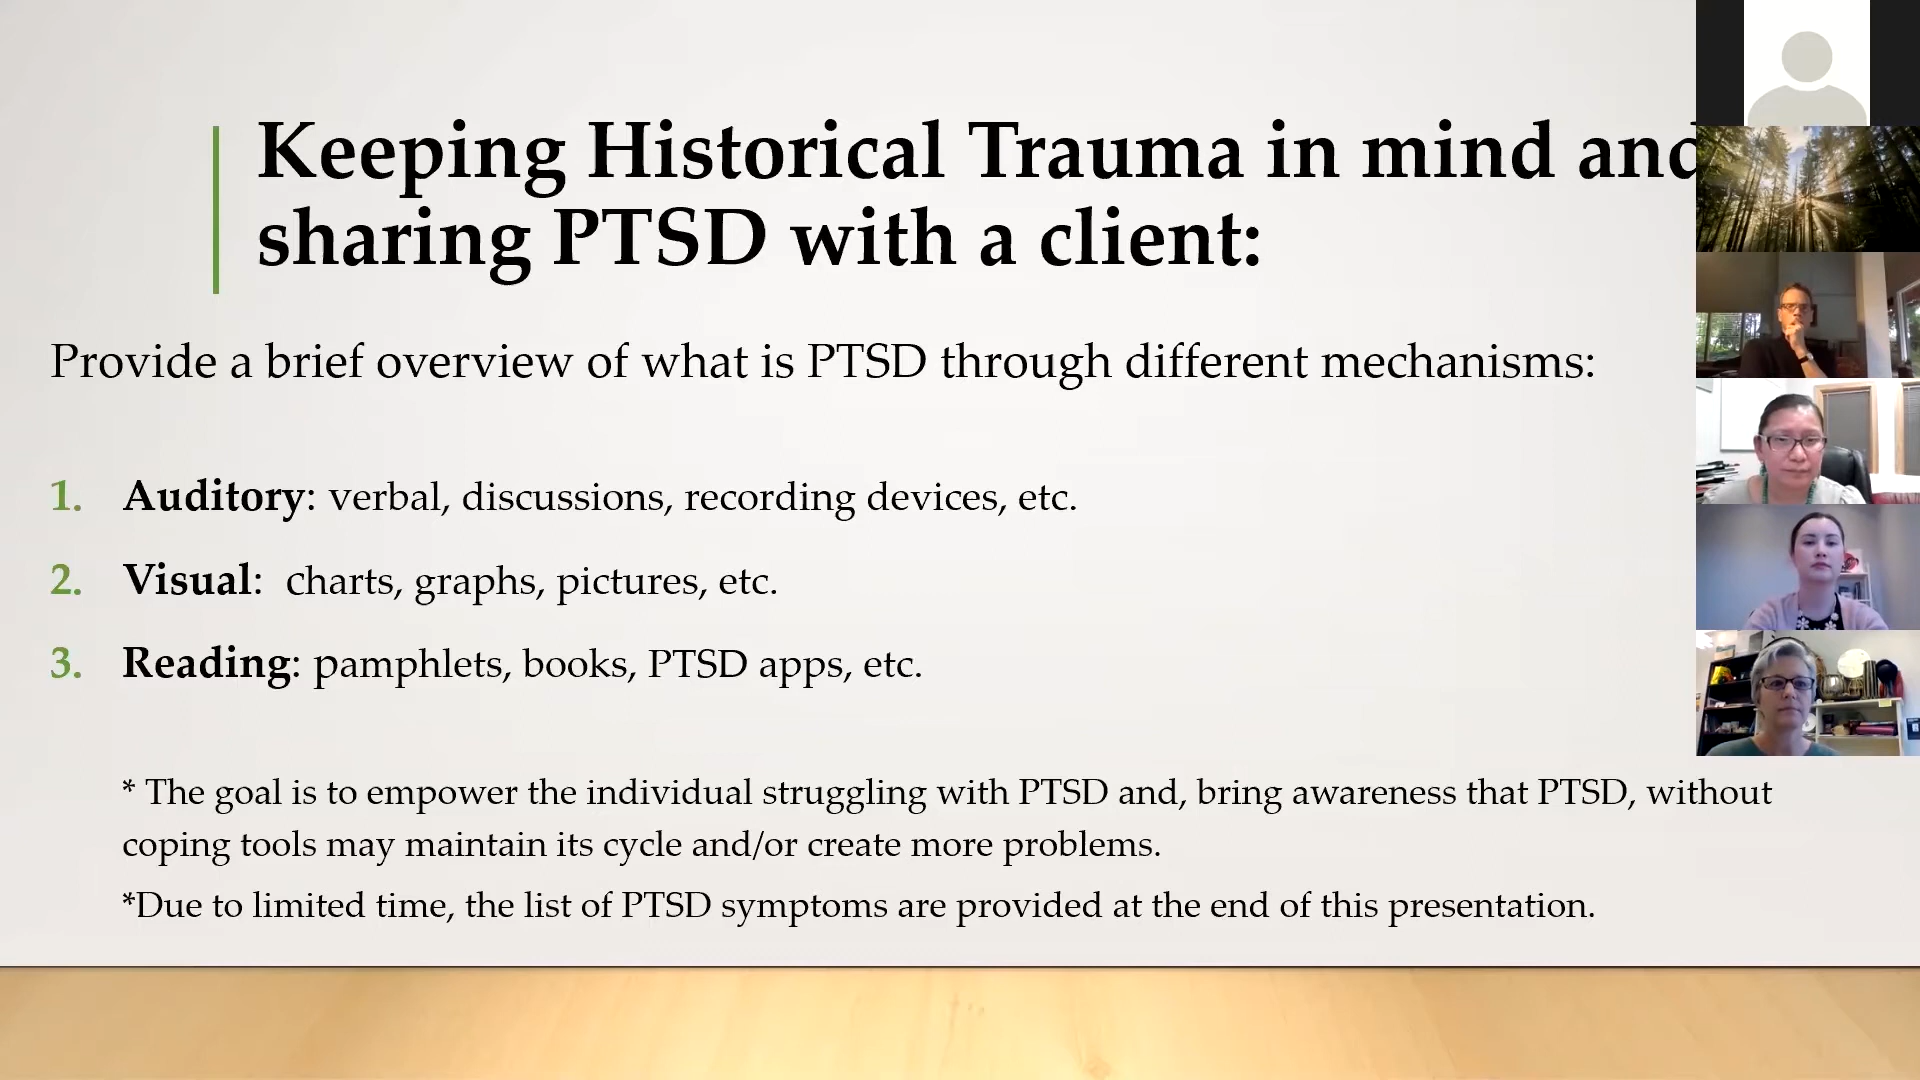 Keeping Historical Trauma in mind and
sharing PTSD with a client:
Provide a brief overview of what is PTSD through different mechanisms:
1. Auditory: verbal, discussions, recording devices, etc.
2. Visual:  charts, graphs, pictures, etc.
3. Reading: pamphlets, books, PTSD apps, etc.
* The goal is to empower the individual struggling with PTSD and, bring awareness that PTSD, without
coping tools may maintain its cycle and/or create more problems.
*Due to limited time, the list of PTSD symptoms are provided at the end of this presentation.